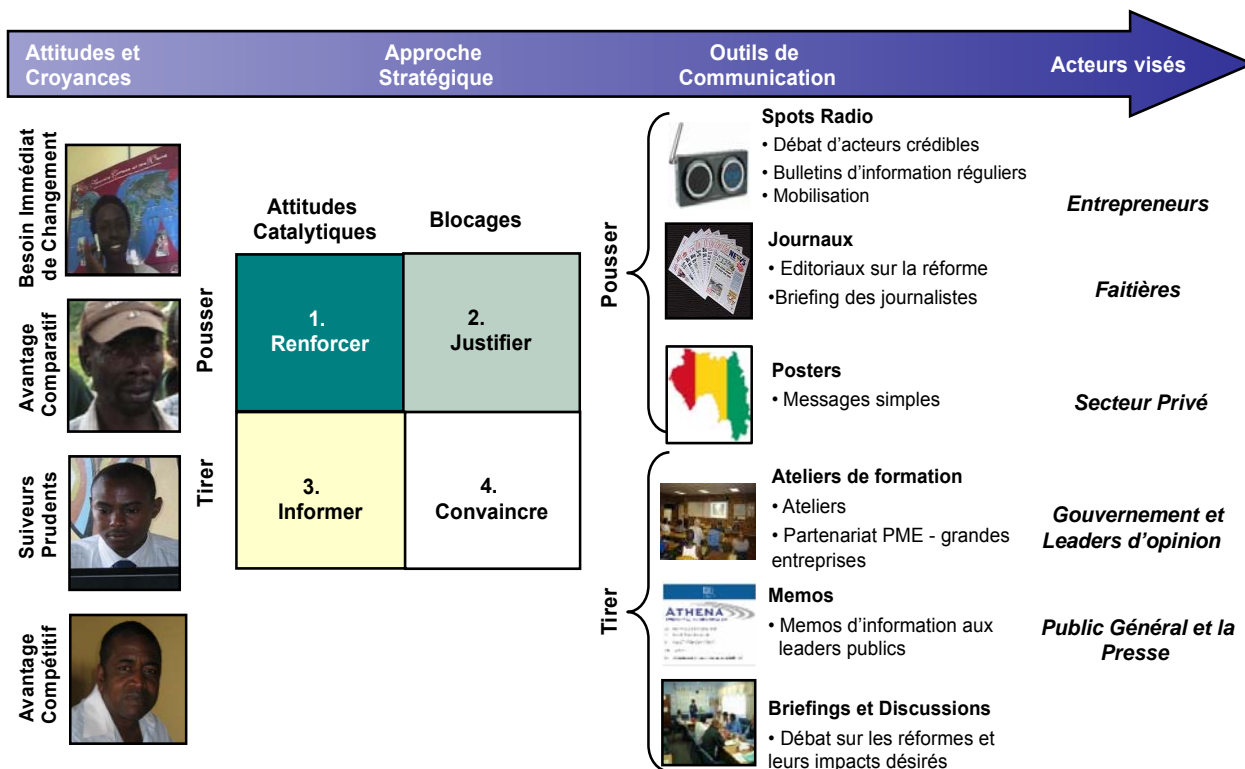 Attitudes et
Croyances
Approche
Stratégique
Outils de
Communication
Acteurs visés
Besoin Immédiat
de Changement
Avantage
Comparatif
Suiveurs
Prudents
Avantage
Compétitif
Pousser
Tirer
Attitudes
Catalytiques
Blocages
1.
Renforcer
2.
Justifier
3.
Informer
4.
Convaincre
Pousser
Spots Radio
• Débat d’acteurs crédibles
• Bulletins d’information réguliers
• Mobilisation
Journaux
• Editoriaux sur la réforme
•Briefing des journalistes
Posters
• Messages simples
Tirer
Ateliers de formation
• Ateliers
• Partenariat PME - grandes
entreprises
Memos
• Memos d’information aux
leaders publics
ATHENA
Briefings et Discussions
• Débat sur les réformes et
leurs impacts désirés
Entrepreneurs
Faitières
Secteur Privé
Gouvernement et
Leaders d’opinion
Public Général et la
Presse